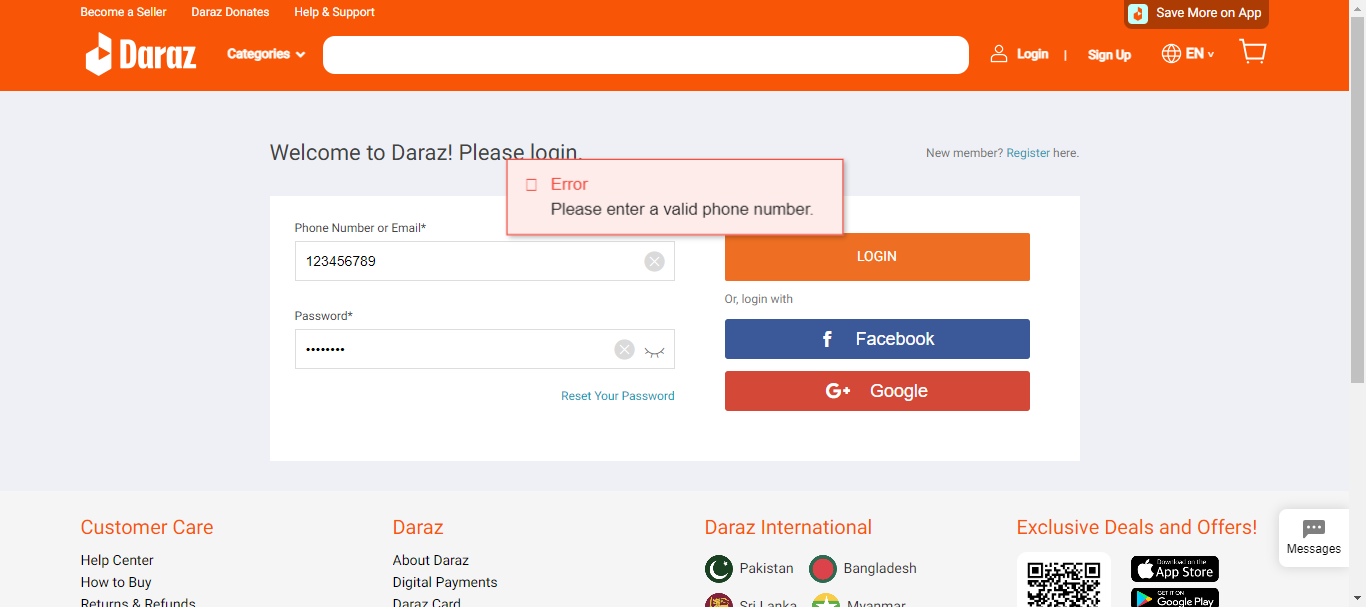 Become a Seller Daraz Donates Help & Support Save More on App
Daraz Categories Login | Sign Up EN
Welcome to Daraz! Please login. New member? Register here.
Error
Please enter a valid phone number.
Phone Number or Email*
123456789
LOGIN
Or, login with
Password*
f Facebook
G+ Google
Reset Your Password
Customer Care Daraz Daraz International Exclusive Deals and Offers!
Help Center About Daraz Pakistan Bangladesh Download on the App Store
How to Buy Digital Payments
Returns & Refunds Daraz Card Sri Lanka Myanmar GET IT ON Google Play
Messages